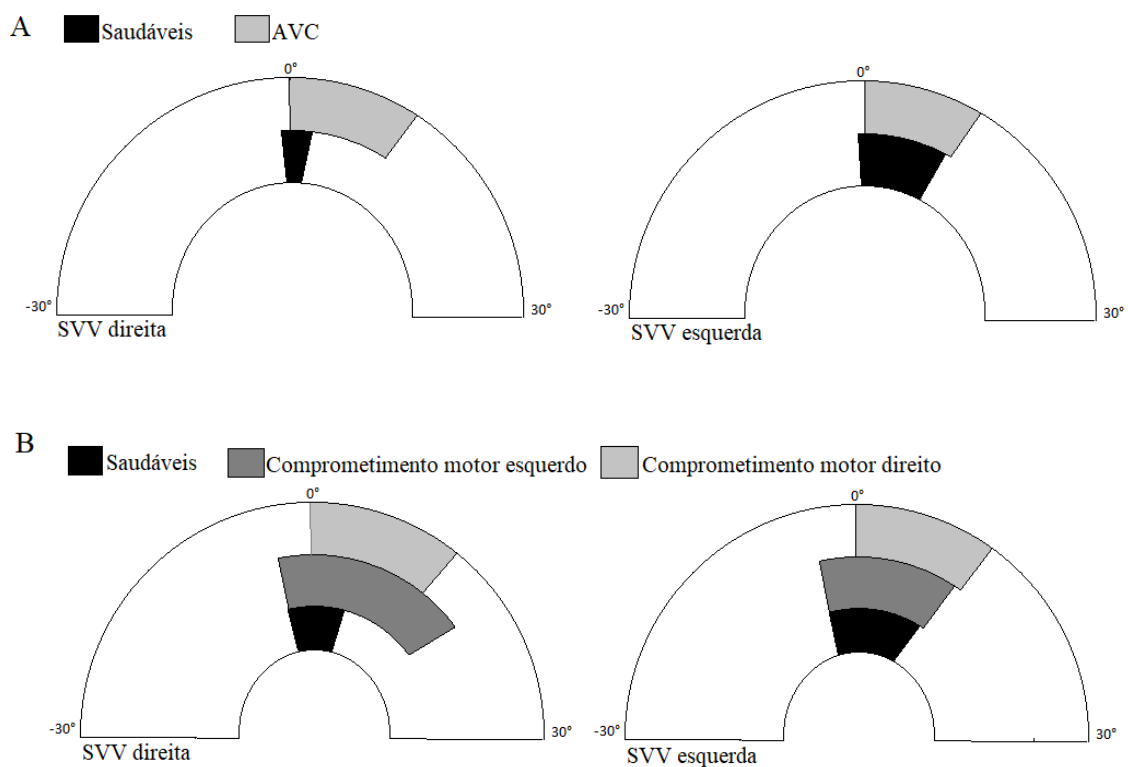 A
Saudáveis AVC
0° 0°
-30° 30° -30° 30°
SVV direita SVV esquerda
B
Saudáveis Comprometimento motor esquerdo Comprometimento motor direito
0° 0°
-30° 30° -30° 30°
SVV direita SVV esquerda